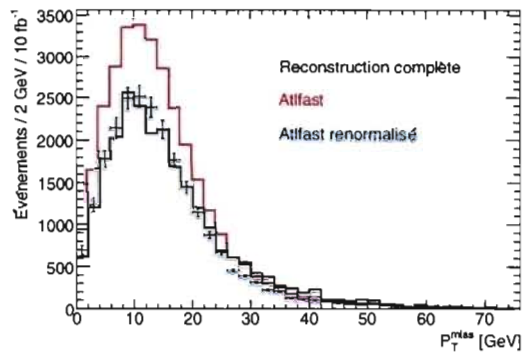 Événements / 2 GeV / 10 fb⁻¹
3500
3000
2500
2000
1500
1000
500
0
Reconstruction complète
Atlfast
Atlfast renormalisé
0 10 20 30 40 50 60 70
P_T^miss [GeV]